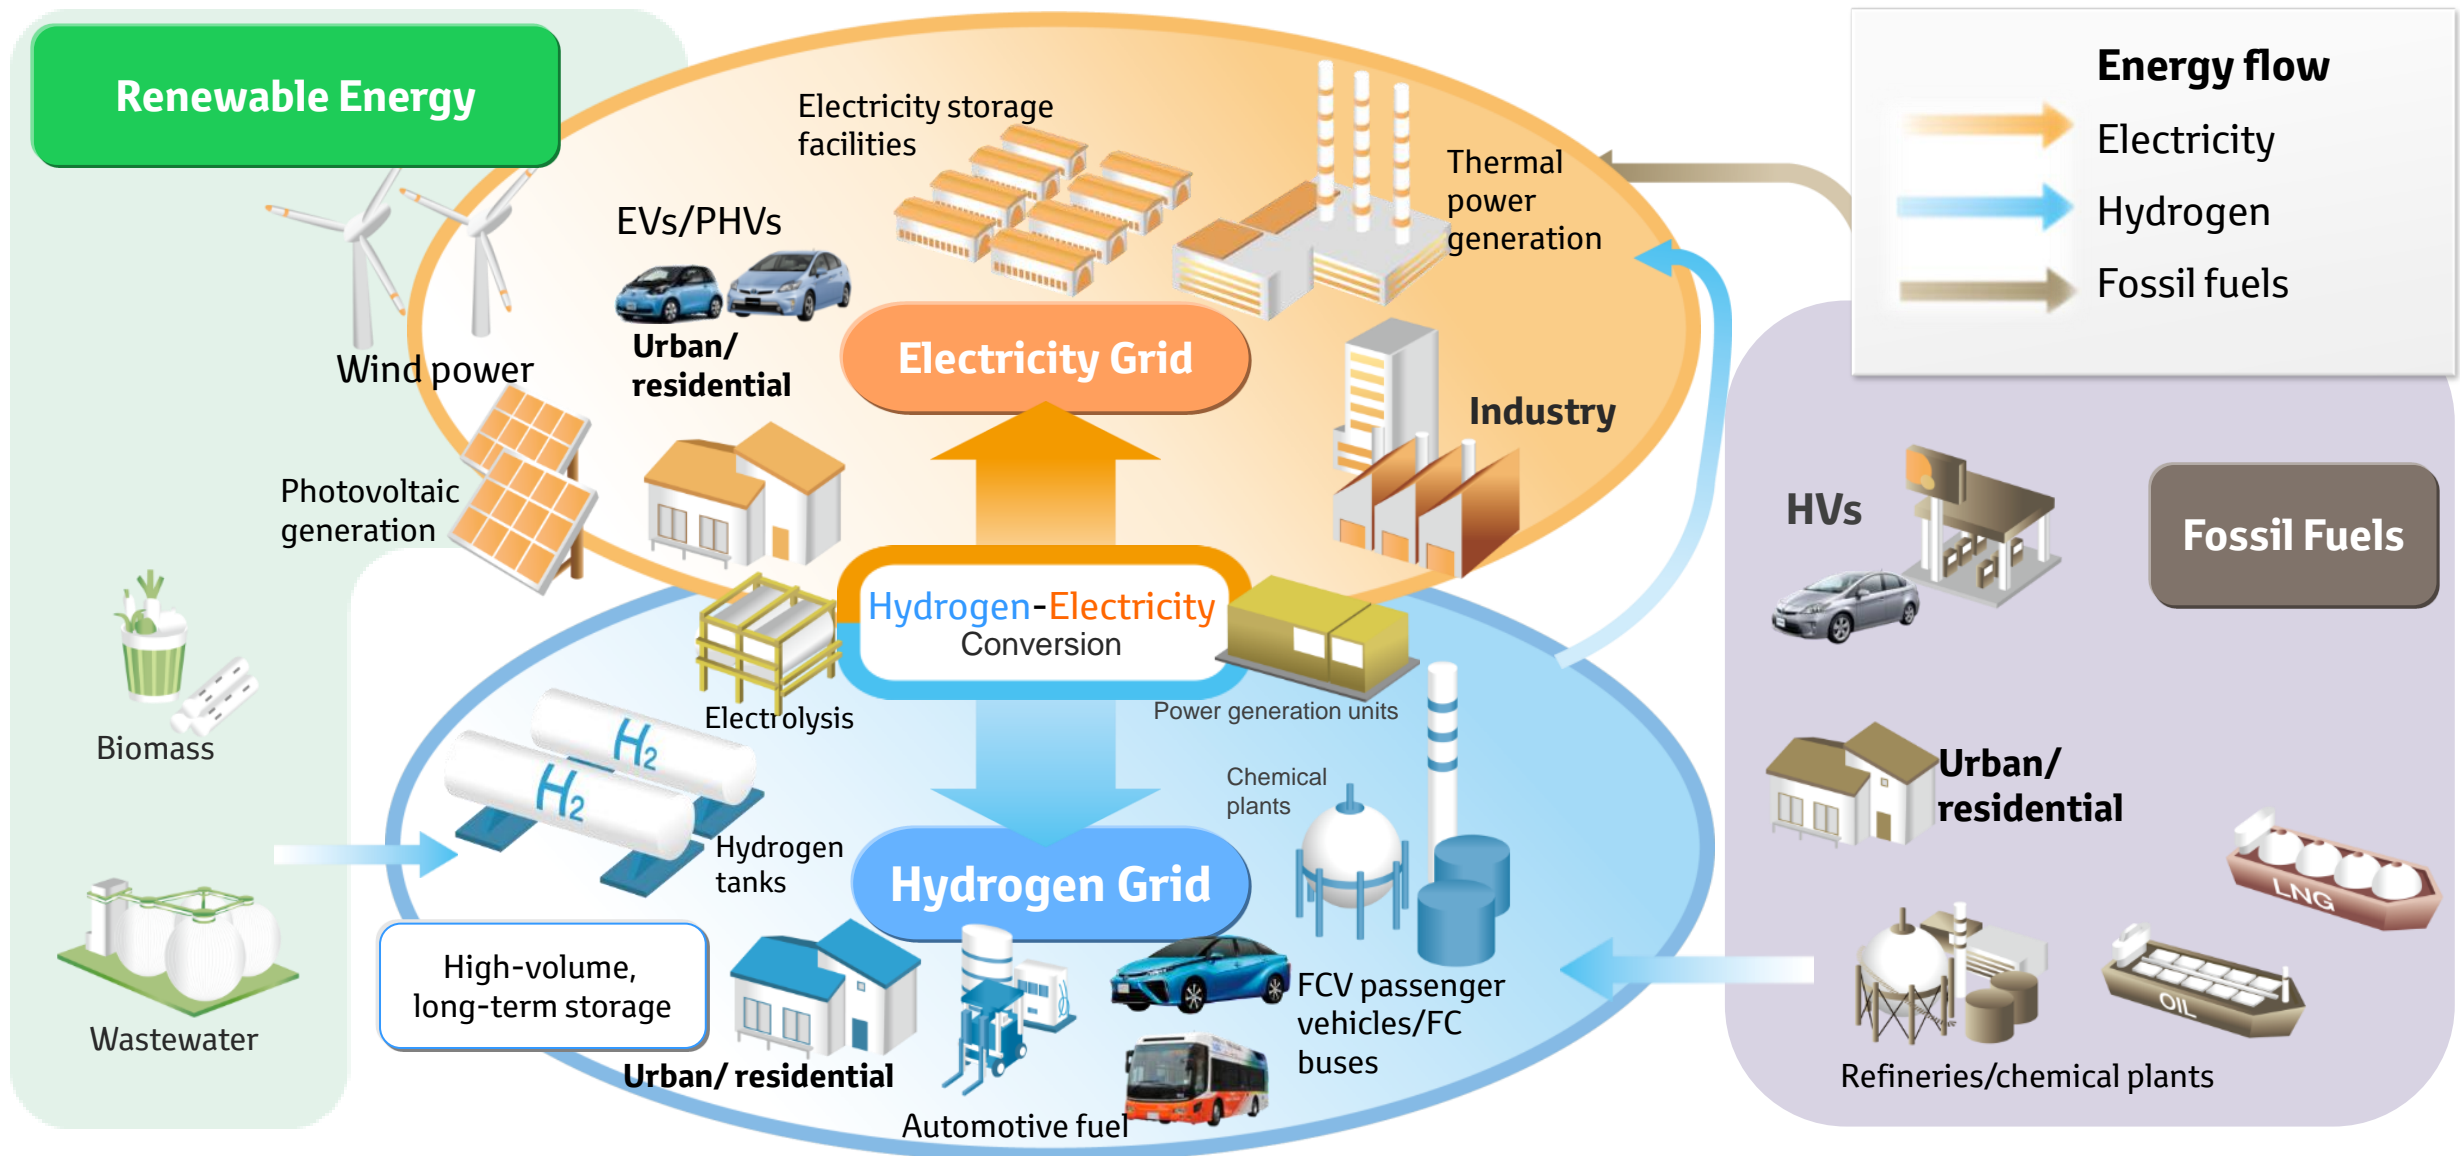 Renewable Energy
Energy flow
Electricity
Hydrogen
Fossil fuels
Electricity storage
facilities
Thermal
power
generation
EVs/PHVs
Urban/
residential
Electricity Grid
Wind power
Industry
Photovoltaic
generation
HVs
Fossil Fuels
Hydrogen-Electricity
Conversion
Electrolysis
Power generation units
Biomass
H2
H2
Chemical
plants
Urban/
residential
Hydrogen
tanks
Hydrogen Grid
LNG
OIL
High-volume,
long-term storage
FCV passenger
vehicles/FC
buses
Wastewater
Urban/ residential
Automotive fuel
Refineries/chemical plants